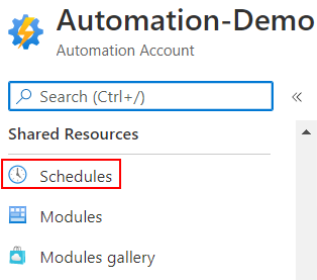 Automation-Demo
Automation Account
Search (Ctrl+/)
Shared Resources
Schedules
Modules
Modules gallery